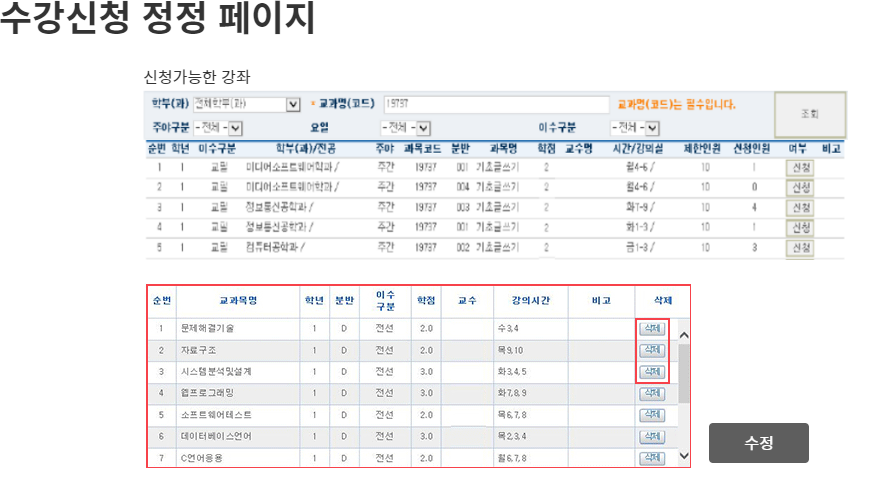 수강신청 정정 페이지
신청가능한 강좌
학부(과) 전체학부(과) * 교과명(코드) 19737 교과명(코드)는 필수입니다. 조회
주야구분 - 전체 - 요일 - 전체 - 이수구분 - 전체 -
순번 학년 이수구분 학부(과)/전공 주야 과목코드 분반 과목명 학점 교수명 시간/강의실 제한인원 신청인원 여부 비고
1 1 교필 미디어소프트웨어학과 / 주간 19737 001 기초글쓰기 2 월4-6 / 10 1 신청
2 1 교필 미디어소프트웨어학과 / 주간 19737 004 기초글쓰기 2 월4-6 / 10 0 신청
3 1 교필 정보통신공학과 / 주간 19737 003 기초글쓰기 2 화7-9 / 10 4 신청
4 1 교필 정보통신공학과 / 주간 19737 001 기초글쓰기 2 화1-3 / 10 1 신청
5 1 교필 컴퓨터공학과 / 주간 19737 002 기초글쓰기 2 금1-3 / 10 3 신청
순번 교과목명 학년 분반 이수구분 학점 교수 강의시간 비고 삭제
1 문제해결기술 1 D 전선 2.0 수3,4 삭제
2 자료구조 1 D 전선 2.0 목9,10 삭제
3 시스템분석및설계 1 D 전선 3.0 화3,4,5 삭제
4 웹프로그래밍 1 D 전선 3.0 화7,8,9 삭제
5 소프트웨어테스트 1 D 전선 2.0 목6,7,8 삭제
6 데이터베이스언어 1 D 전선 3.0 목2,3,4 삭제
7 C언어응용 1 D 전선 2.0 월6,7,8 삭제
수정